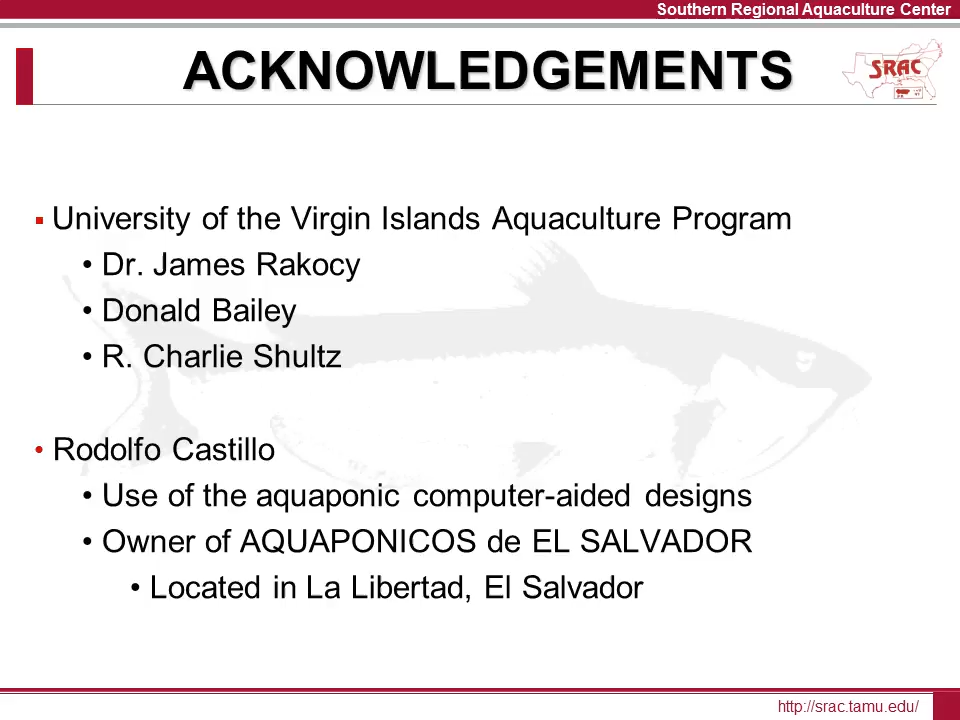 Southern Regional Aquaculture Center
ACKNOWLEDGEMENTS
SRAC
▪ University of the Virgin Islands Aquaculture Program
• Dr. James Rakocy
• Donald Bailey
• R. Charlie Shultz
• Rodolfo Castillo
• Use of the aquaponic computer-aided designs
• Owner of AQUAPONICOS de EL SALVADOR
• Located in La Libertad, El Salvador
http://srac.tamu.edu/